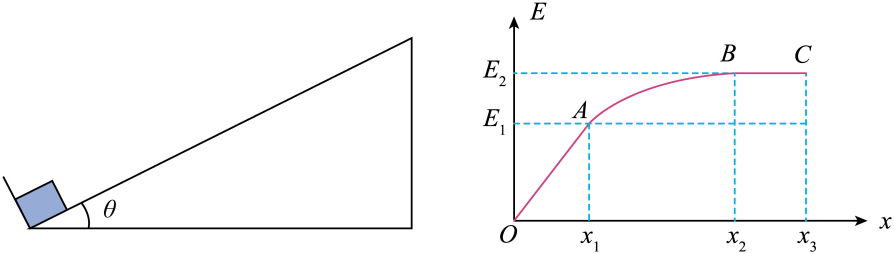 θ
E
E₂
E₁
A
B
C
O
x₁
x₂
x₃
x